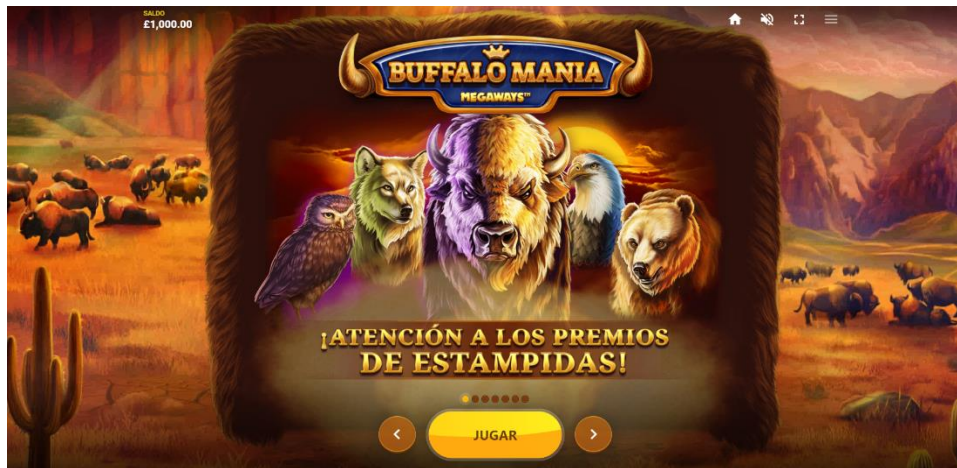 SALDO
£1,000.00
BUFFALO MANIA
MEGAWAYS™
¡ATENCIÓN A LOS PREMIOS
DE ESTAMPIDAS!
JUGAR